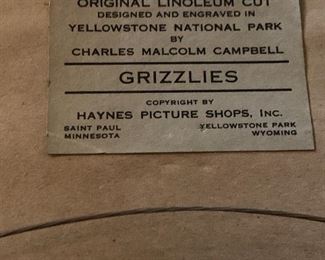 ORIGINAL LINOLEUM CUT
DESIGNED AND ENGRAVED IN
YELLOWSTONE NATIONAL PARK
BY
CHARLES MALCOLM CAMPBELL
GRIZZLIES
COPYRIGHT BY
HAYNES PICTURE SHOPS, INC.
SAINT PAUL YELLOWSTONE PARK
MINNESOTA WYOMING